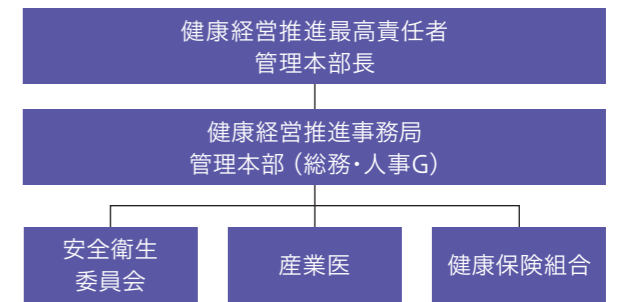 健康経営推進最高責任者
管理本部長
健康経営推進事務局
管理本部（総務・人事G）
安全衛生
委員会
産業医
健康保険組合